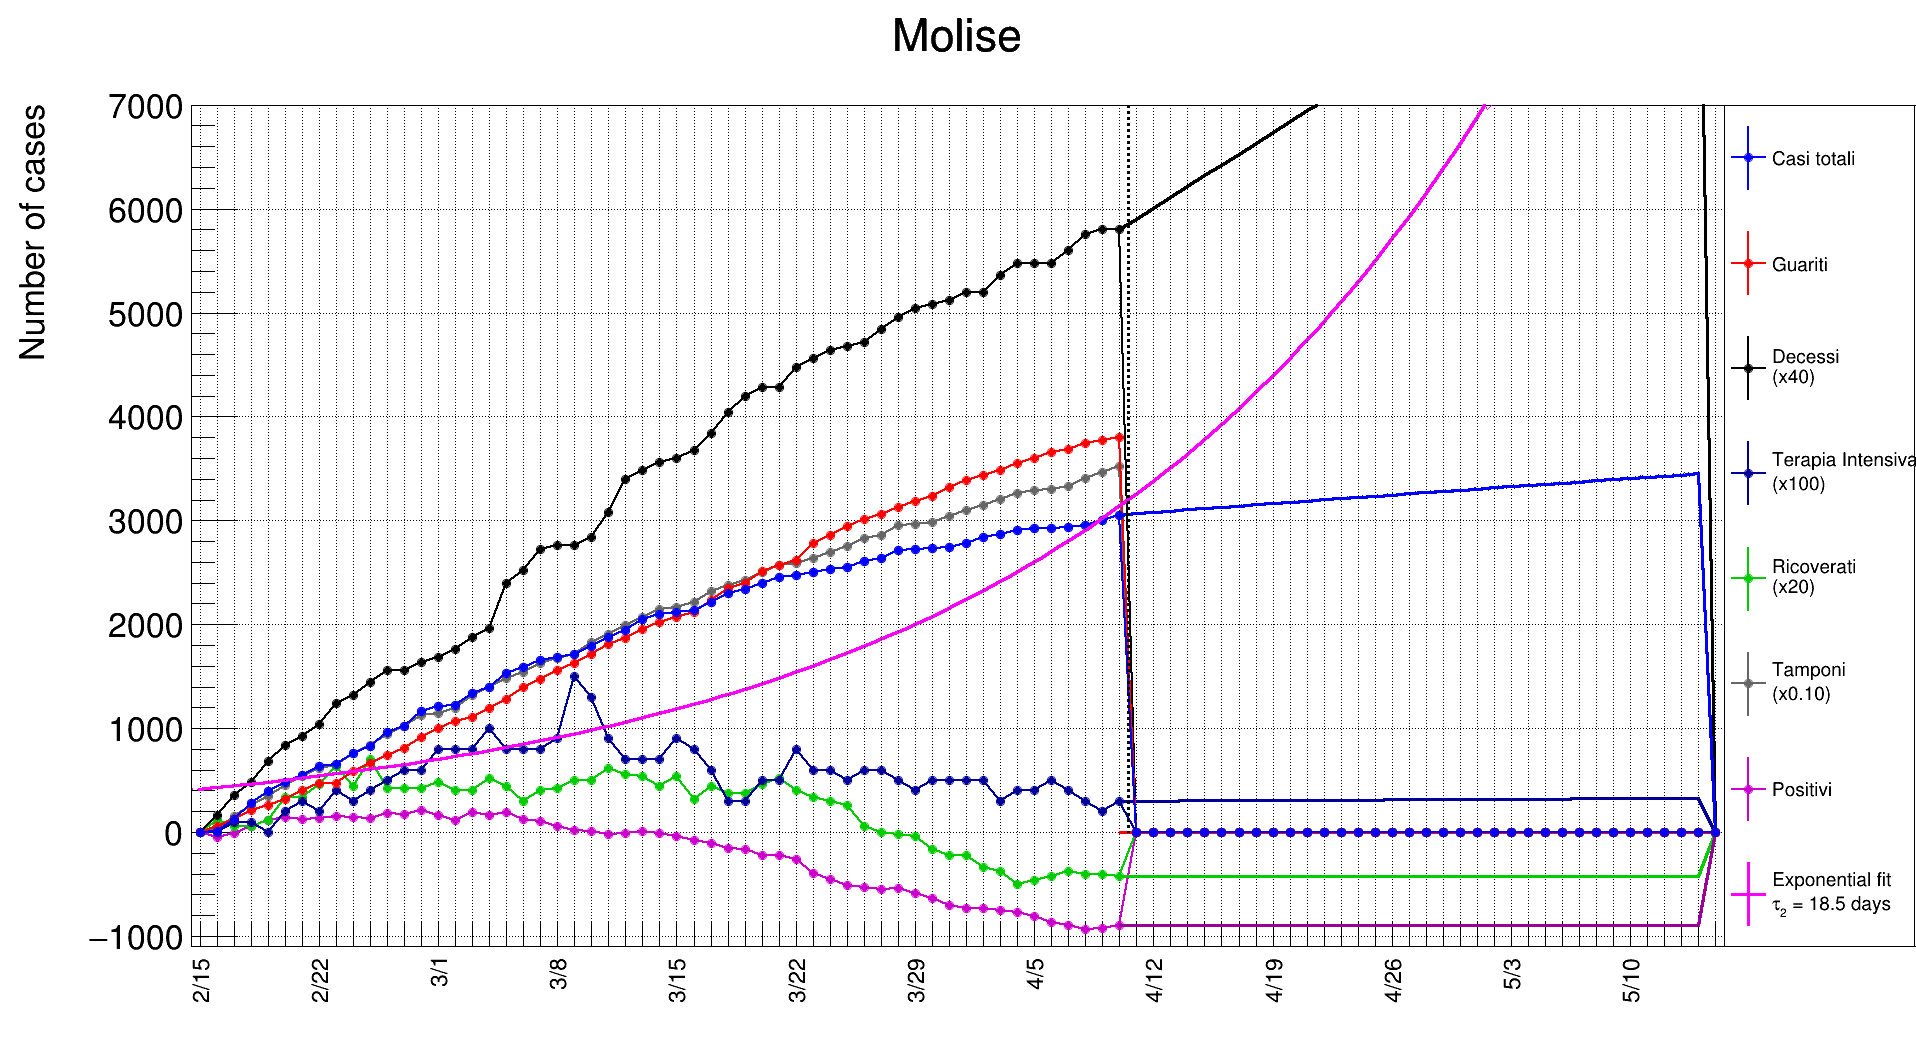 Molise
Number of cases
7000
6000
5000
4000
3000
2000
1000
0
−1000
2/15
2/22
3/1
3/8
3/15
3/22
3/29
4/5
4/12
4/19
4/26
5/3
5/10
Casi totali
Guariti
Decessi
(x40)
Terapia Intensiva
(x100)
Ricoverati
(x20)
Tamponi
(x0.10)
Positivi
Exponential fit
τ2 = 18.5 days